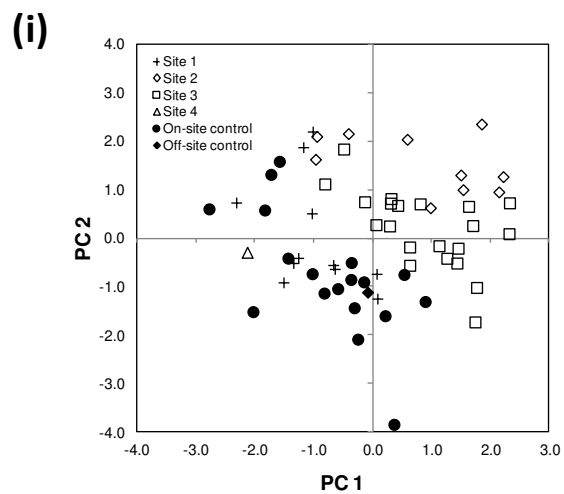 (i)
4.0
3.0
2.0
1.0
0.0
-1.0
-2.0
-3.0
-4.0
PC 2
Site 1
Site 2
Site 3
Site 4
On-site control
Off-site control
-4.0 -3.0 -2.0 -1.0 0.0 1.0 2.0 3.0
PC 1